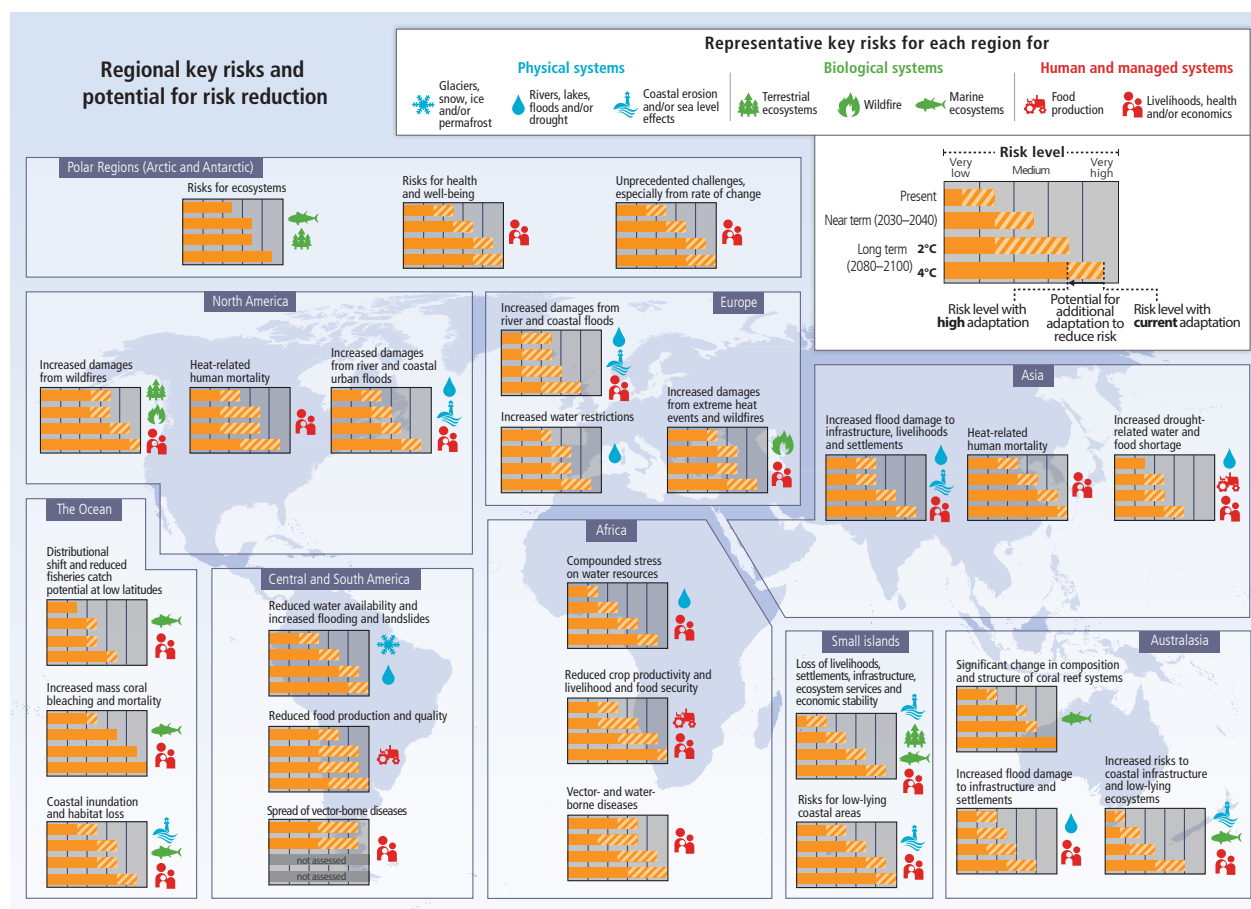 Regional key risks and
potential for risk reduction
Representative key risks for each region for
Physical systems
Biological systems
Human and managed systems
Glaciers,
snow, ice
and/or
permafrost
Rivers, lakes,
floods and/or
drought
Coastal erosion
and/or sea level
effects
Terrestrial
ecosystems
Wildfire
Marine
ecosystems
Food
production
Livelihoods, health
and/or economics
Risk level
Very
low
Medium
Very
high
Present
Near term (2030–2040)
Long term
(2080–2100)
2°C
4°C
Risk level with
high adaptation
Potential for
additional
adaptation to
reduce risk
Risk level with
current adaptation
Polar Regions (Arctic and Antarctic)
Risks for ecosystems
Risks for health
and well-being
Unprecedented challenges,
especially from rate of change
North America
Increased damages
from wildfires
Heat-related
human mortality
Increased damages
from river and coastal
urban floods
Europe
Increased damages from
river and coastal floods
Increased water restrictions
Increased damages
from extreme heat
events and wildfires
Asia
Increased flood damage to
infrastructure, livelihoods
and settlements
Heat-related
human mortality
Increased drought-
related water and
food shortage
The Ocean
Distributional
shift and reduced
fisheries catch
potential at low latitudes
Increased mass coral
bleaching and mortality
Coastal inundation
and habitat loss
Central and South America
Reduced water availability and
increased flooding and landslides
Reduced food production and quality
Spread of vector-borne diseases
not assessed
not assessed
Africa
Compounded stress
on water resources
Reduced crop productivity and
livelihood and food security
Vector- and water-
borne diseases
Small islands
Loss of livelihoods,
settlements, infrastructure,
ecosystem services and
economic stability
Risks for low-lying
coastal areas
Australasia
Significant change in composition
and structure of coral reef systems
Increased flood damage
to infrastructure and
settlements
Increased risks to
coastal infrastructure
and low-lying
ecosystems